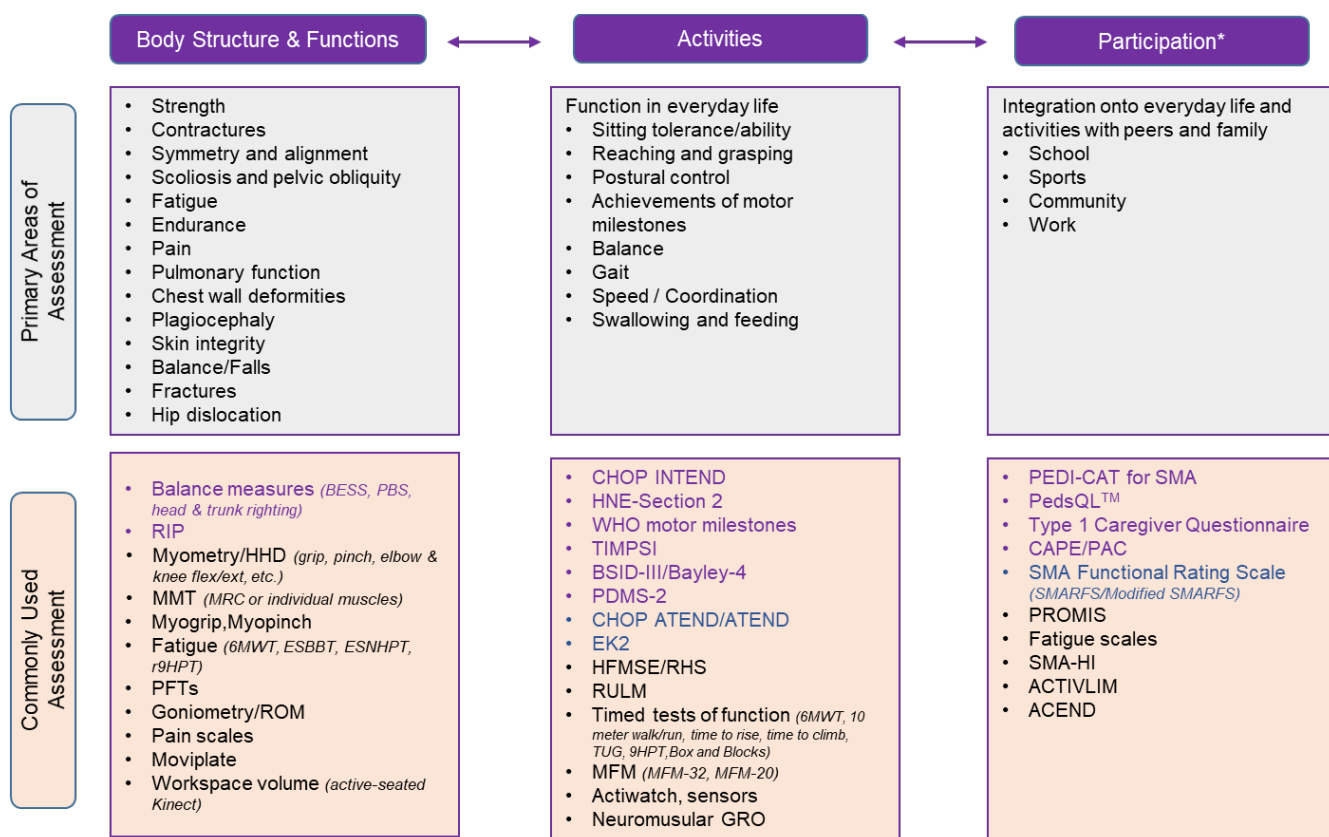 Body Structure & Functions
Activities
Participation*
Primary Areas of
Assessment
• Strength
• Contractures
• Symmetry and alignment
• Scoliosis and pelvic obliquity
• Fatigue
• Endurance
• Pain
• Pulmonary function
• Chest wall deformities
• Plagiocephaly
• Skin integrity
• Balance/Falls
• Fractures
• Hip dislocation
Function in everyday life
• Sitting tolerance/ability
• Reaching and grasping
• Postural control
• Achievements of motor
milestones
• Balance
• Gait
• Speed / Coordination
• Swallowing and feeding
Integration onto everyday life and
activities with peers and family
• School
• Sports
• Community
• Work
Commonly Used
Assessment
• Balance measures (BESS, PBS,
head & trunk righting)
• RIP
• Myometry/HHD (grip, pinch, elbow &
knee flex/ext, etc.)
• MMT (MRC or individual muscles)
• Myogrip,Myopinch
• Fatigue (6MWT, ESBBT, ESNHPT,
r9HPT)
• PFTs
• Goniometry/ROM
• Pain scales
• Moviplate
• Workspace volume (active-seated
Kinect)
• CHOP INTEND
• HNE-Section 2
• WHO motor milestones
• TIMPSI
• BSID-III/Bayley-4
• PDMS-2
• CHOP ATEND/ATEND
• EK2
• HFMSE/RHS
• RULM
• Timed tests of function (6MWT, 10
meter walk/run, time to rise, time to climb,
TUG, 9HPT,Box and Blocks)
• MFM (MFM-32, MFM-20)
• Actiwatch, sensors
• Neuromusular GRO
• PEDI-CAT for SMA
• PedsQL™
• Type 1 Caregiver Questionnaire
• CAPE/PAC
• SMA Functional Rating Scale
(SMARFS/Modified SMARFS)
• PROMIS
• Fatigue scales
• SMA-HI
• ACTIVLIM
• ACEND